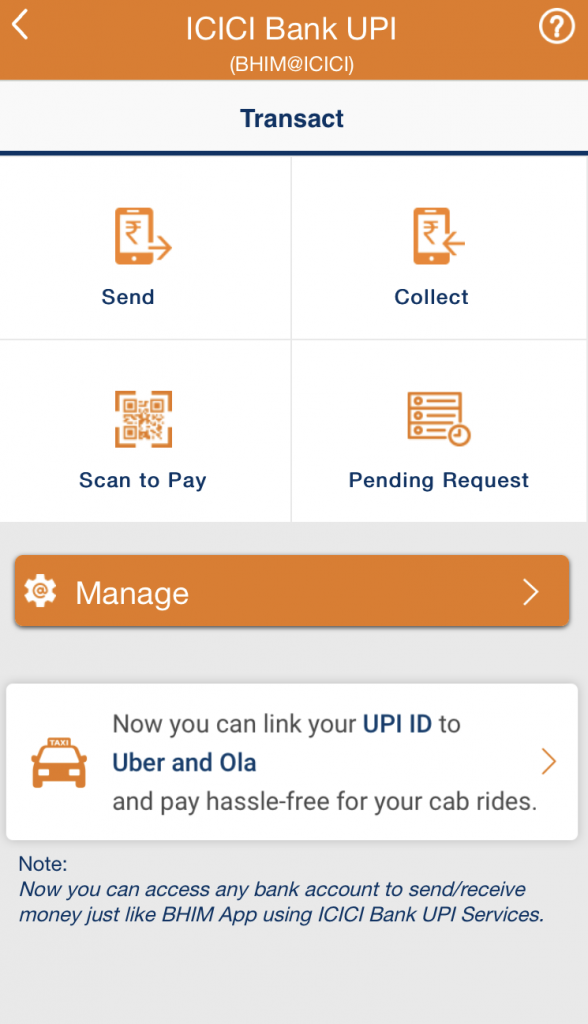 ICICI Bank UPI
(BHIM@ICICI)
Transact
Send
Collect
Scan to Pay
Pending Request
Manage
TAXI
Now you can link your UPI ID to
Uber and Ola
and pay hassle-free for your cab rides.
Note:
Now you can access any bank account to send/receive
money just like BHIM App using ICICI Bank UPI Services.